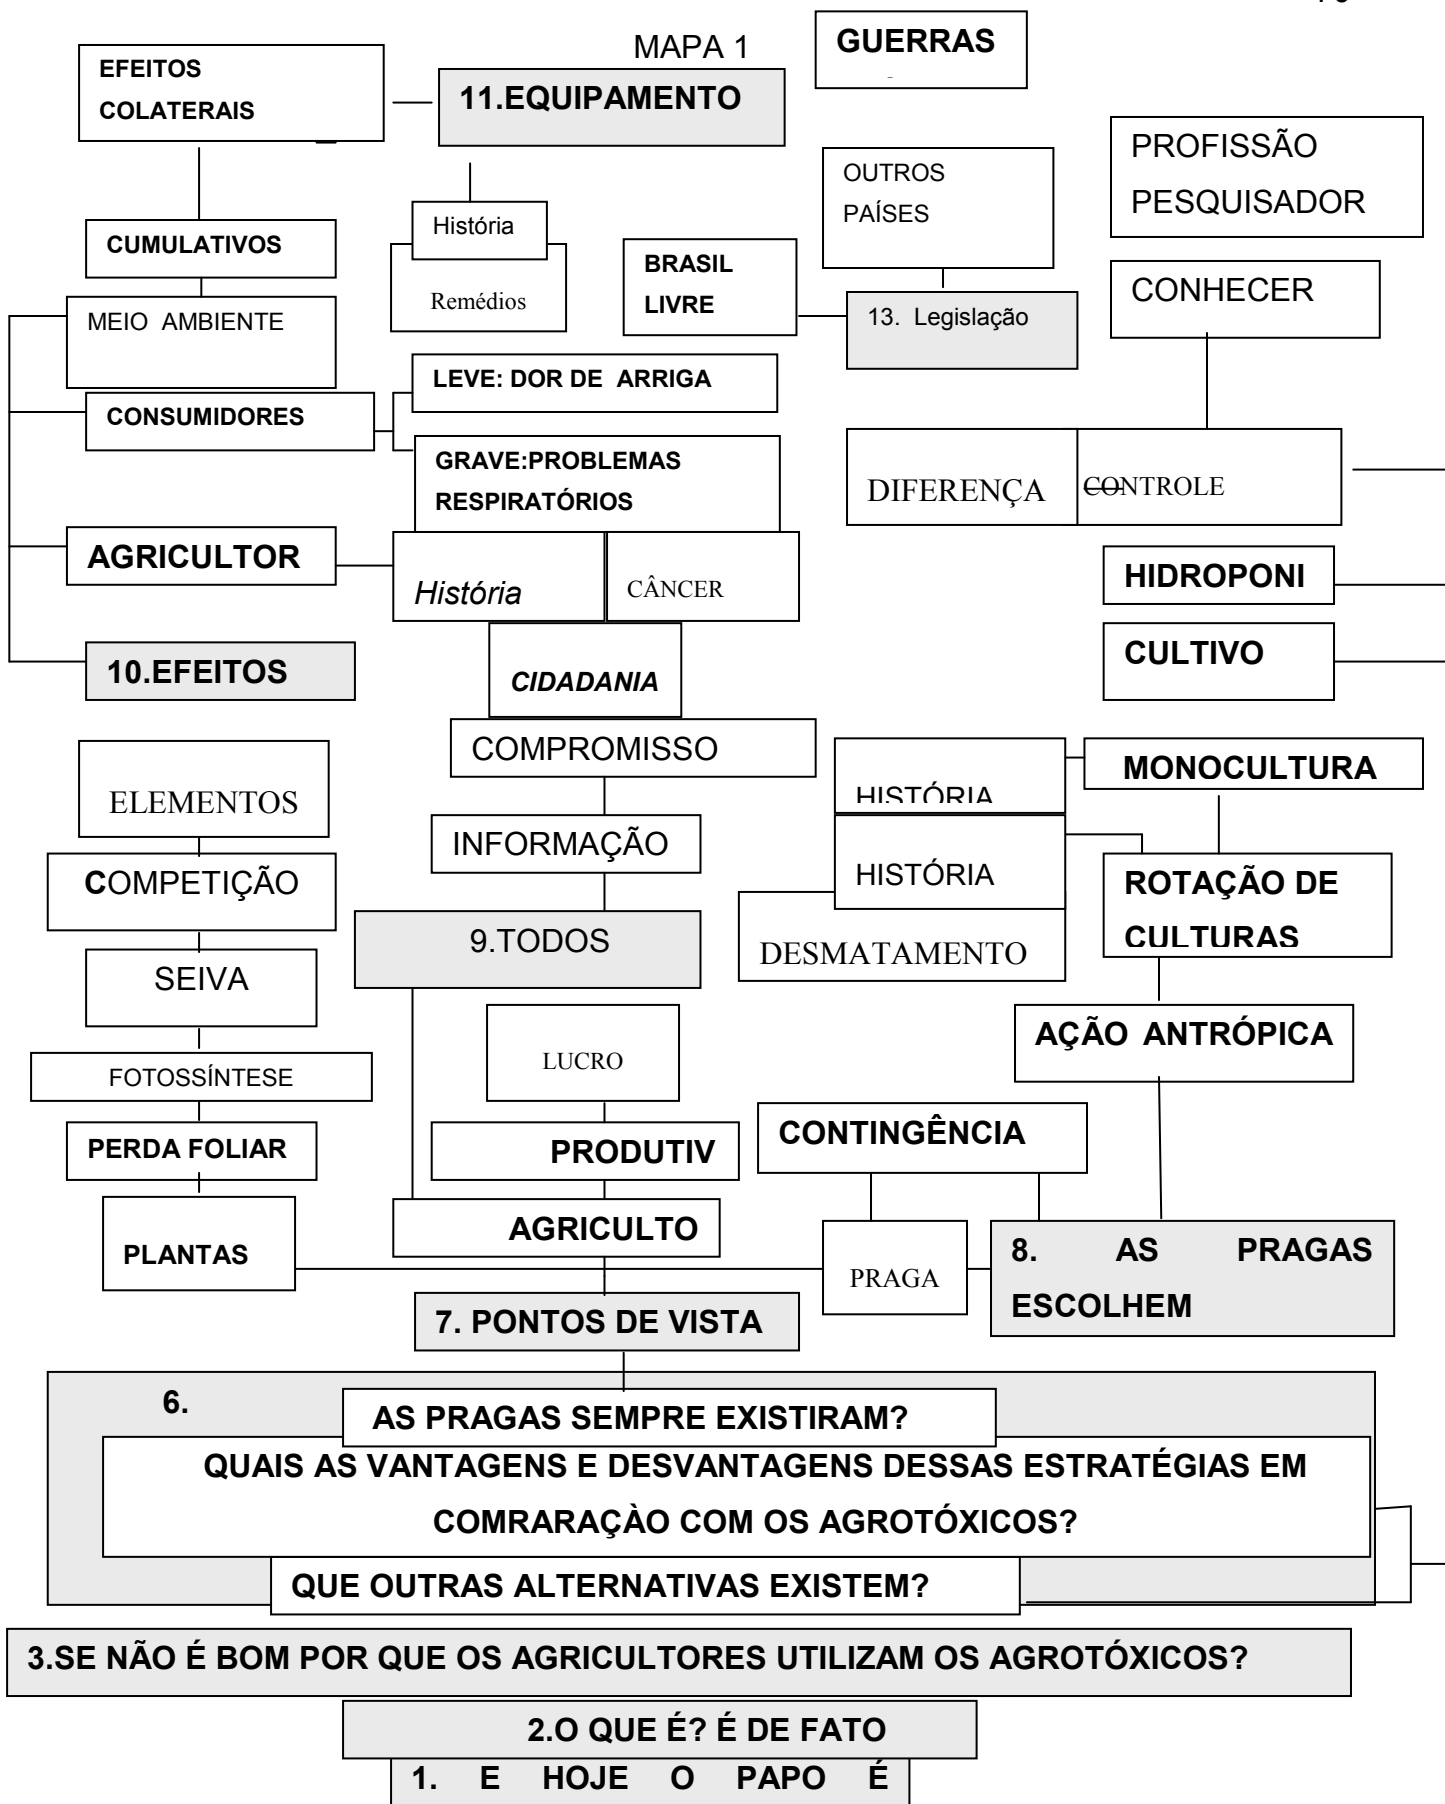 MAPA 1
GUERRAS
EFEITOS
COLATERAIS
11.EQUIPAMENTO
PROFISSÃO
PESQUISADOR
OUTROS
PAÍSES
História
Remédios
CUMULATIVOS
BRASIL
LIVRE
CONHECER
MEIO AMBIENTE
13. Legislação
LEVE: DOR DE ARRIGA
CONSUMIDORES
GRAVE:PROBLEMAS
RESPIRATÓRIOS
DIFERENÇA
CONTROLE
AGRICULTOR
História
CÂNCER
HIDROPONI
CULTIVO
10.EFEITOS
CIDADANIA
COMPROMISSO
MONOCULTURA
ELEMENTOS
HISTÓRIA
INFORMAÇÃO
COMPETIÇÃO
HISTÓRIA
ROTAÇÃO DE
CULTURAS
9.TODOS
DESMATAMENTO
SEIVA
AÇÃO ANTRÓPICA
LUCRO
FOTOSSÍNTESE
CONTINGÊNCIA
PERDA FOLIAR
PRODUTIV
AGRICULTO
PLANTAS
PRAGA
8. AS PRAGAS
ESCOLHEM
7. PONTOS DE VISTA
6.
AS PRAGAS SEMPRE EXISTIRAM?
QUAIS AS VANTAGENS E DESVANTAGENS DESSAS ESTRATÉGIAS EM
COMRARAÇÀO COM OS AGROTÓXICOS?
QUE OUTRAS ALTERNATIVAS EXISTEM?
3.SE NÃO É BOM POR QUE OS AGRICULTORES UTILIZAM OS AGROTÓXICOS?
2.O QUE É? É DE FATO
1. E HOJE O PAPO É